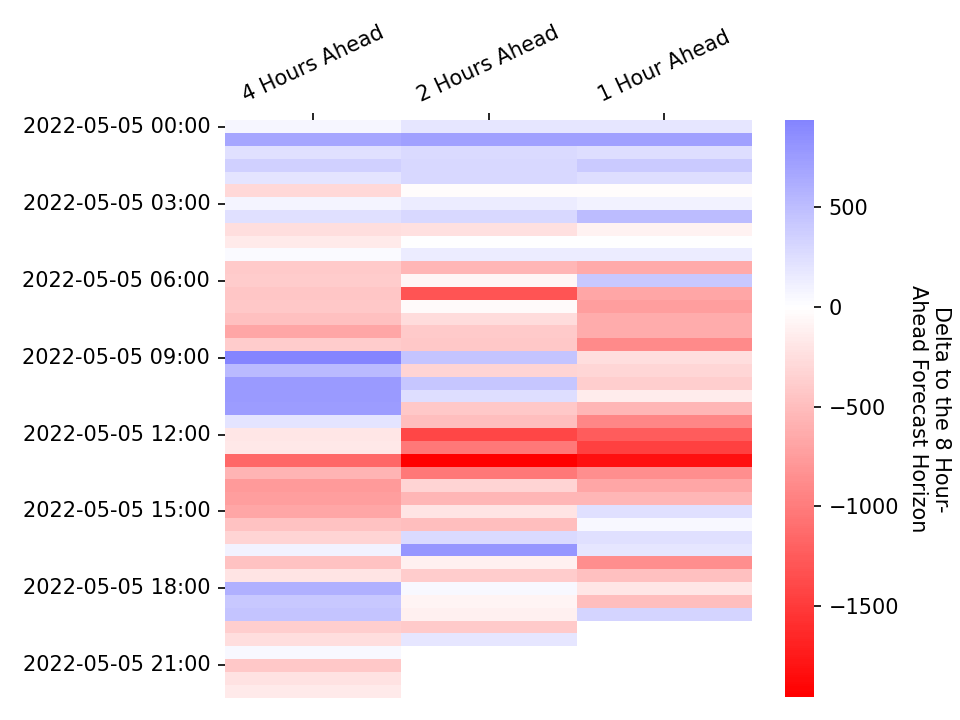 4 Hours Ahead
2 Hours Ahead
1 Hour Ahead
2022-05-05 00:00
2022-05-05 03:00
2022-05-05 06:00
2022-05-05 09:00
2022-05-05 12:00
2022-05-05 15:00
2022-05-05 18:00
2022-05-05 21:00
500
0
−500
−1000
−1500
Delta to the 8 Hour-
Ahead Forecast Horizon